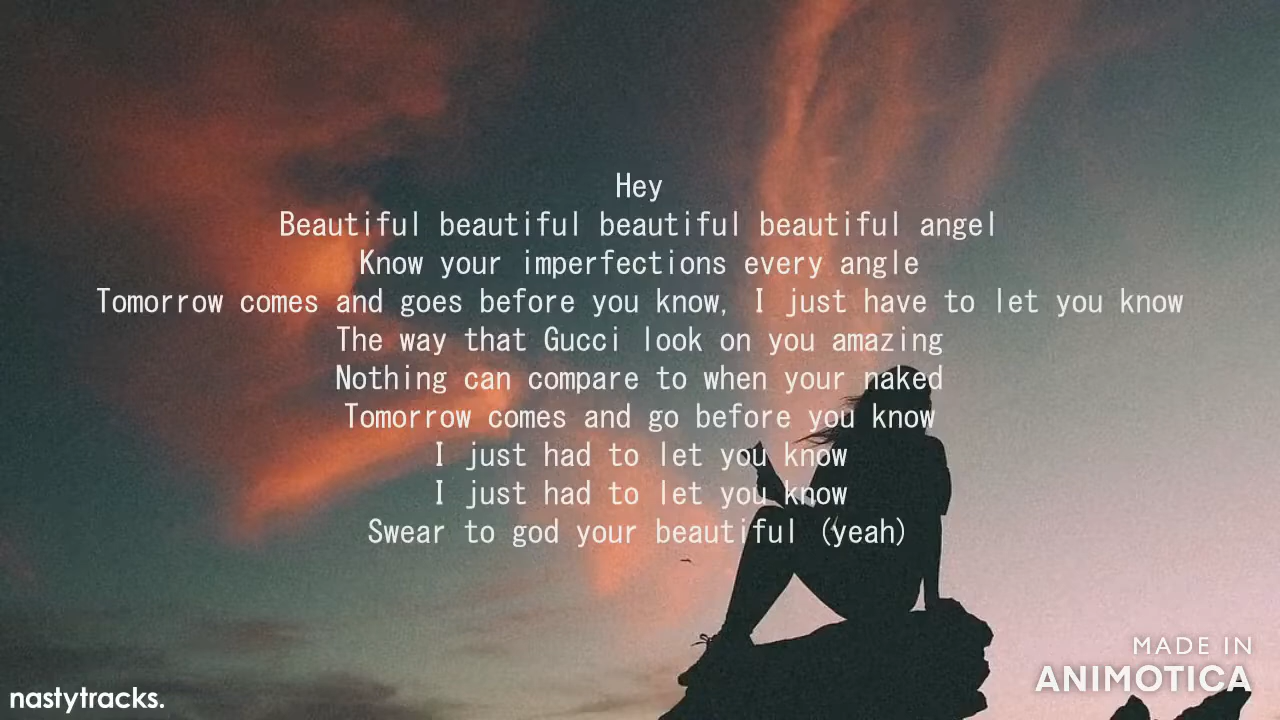 Hey
Beautiful beautiful beautiful beautiful angel
Know your imperfections every angle
Tomorrow comes and goes before you know, I just have to let you know
The way that Gucci look on you amazing
Nothing can compare to when your naked
Tomorrow comes and go before you know
I just had to let you know
I just had to let you know
Swear to god your beautiful (yeah)
MADE IN
ANIMOTICA
nastytracks.